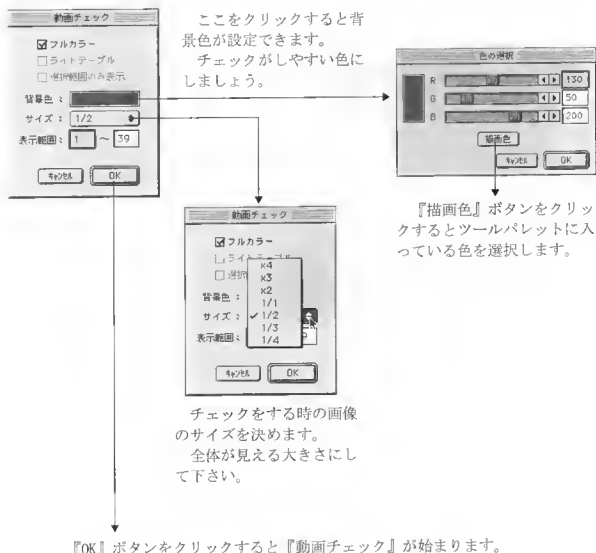 動画チェック
フルカラー
ライトテーブル
選択範囲のみ表示
背景色：
サイズ： 1/2
表示範囲： 1 ～ 39
ｷｬﾝｾﾙ OK
ここをクリックすると背
景色が設定できます。
チェックがしやすい色に
しましょう。
色の選択
R 130
G 50
B 200
描画色
ｷｬﾝｾﾙ OK
『描画色』ボタンをクリッ
クするとツールパレットに入
っている色を選択します。
動画チェック
フルカラー
x4
x3
x2
1/1
✓1/2
1/3
1/4
背景色
サイズ：
表示範囲：
ｷｬﾝｾﾙ OK
チェックをする時の画像
のサイズを決めます。
全体が見える大きさにし
て下さい。
『OK』ボタンをクリックすると『動画チェック』が始まります。